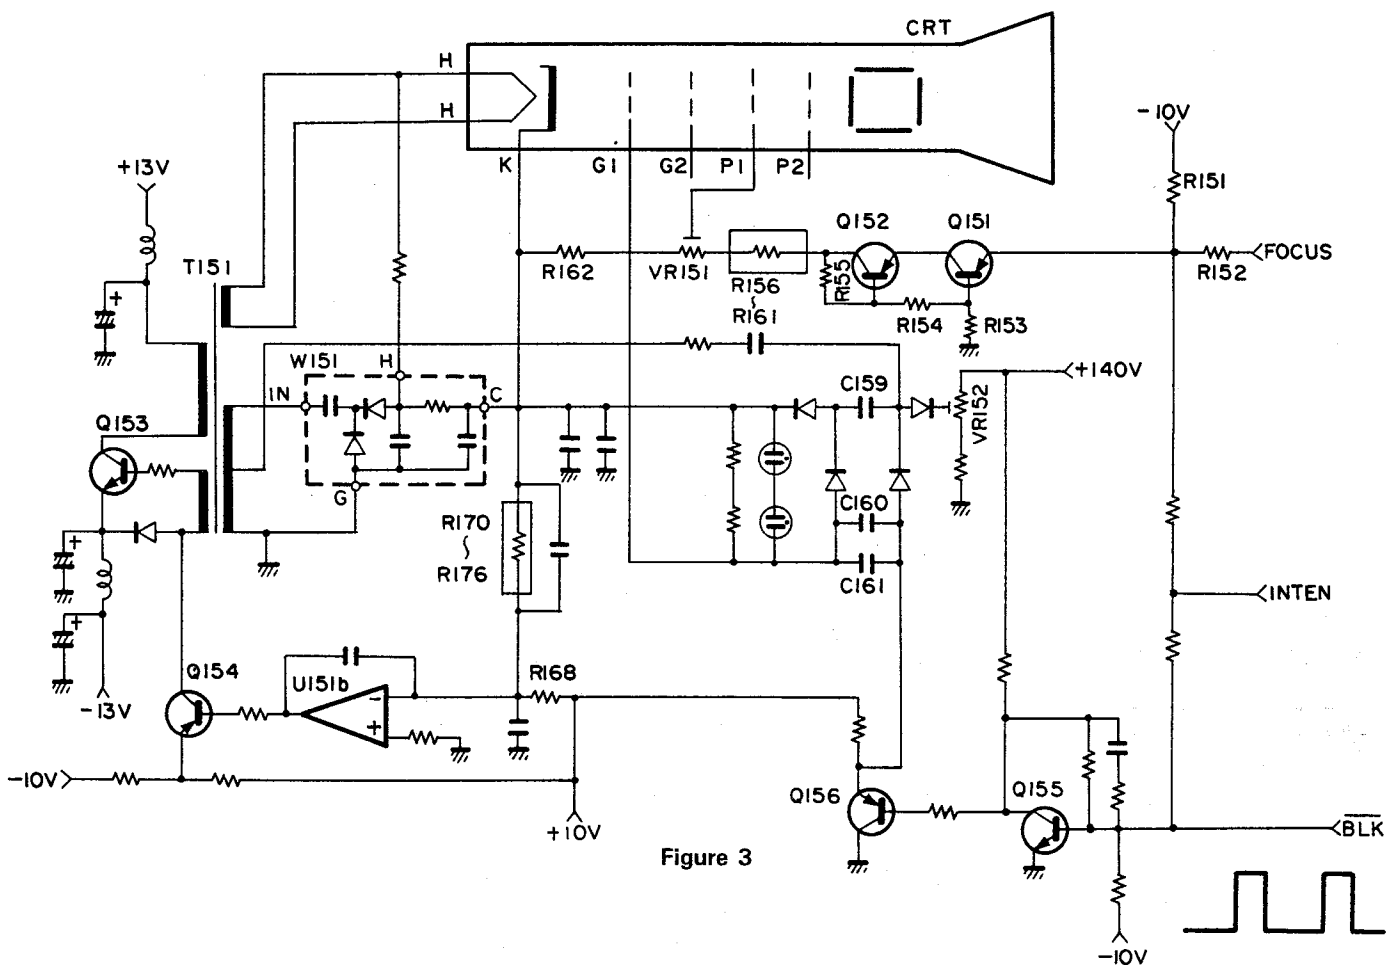 CRT
H
H
K
G1
G2
P1
P2
-10V
R151
+13V
Q152
Q151
FOCUS
R152
R162
VR151
R156
R161
R155
R154
R153
T151
W151
H
IN
C
G
C159
+140V
VR152
Q153
C160
C161
R170
R176
INTEN
-13V
Q154
U151b
-
+
R168
-10V
+10V
Q156
Q155
BLK
-10V
Figure 3